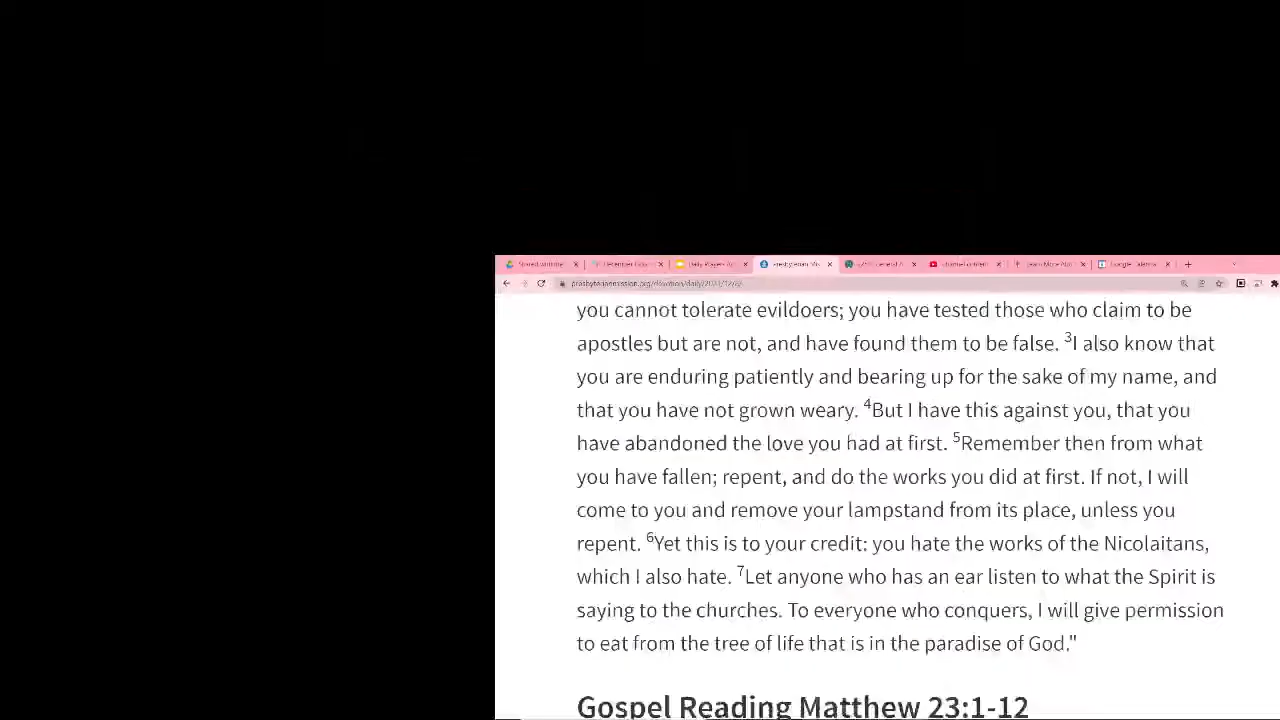 you cannot tolerate evildoers; you have tested those who claim to be
apostles but are not, and have found them to be false. 3I also know that
you are enduring patiently and bearing up for the sake of my name, and
that you have not grown weary. 4But I have this against you, that you
have abandoned the love you had at first. 5Remember then from what
you have fallen; repent, and do the works you did at first. If not, I will
come to you and remove your lampstand from its place, unless you
repent. 6Yet this is to your credit: you hate the works of the Nicolaitans,
which I also hate. 7Let anyone who has an ear listen to what the Spirit is
saying to the churches. To everyone who conquers, I will give permission
to eat from the tree of life that is in the paradise of God."
Gospel Reading Matthew 23:1-12